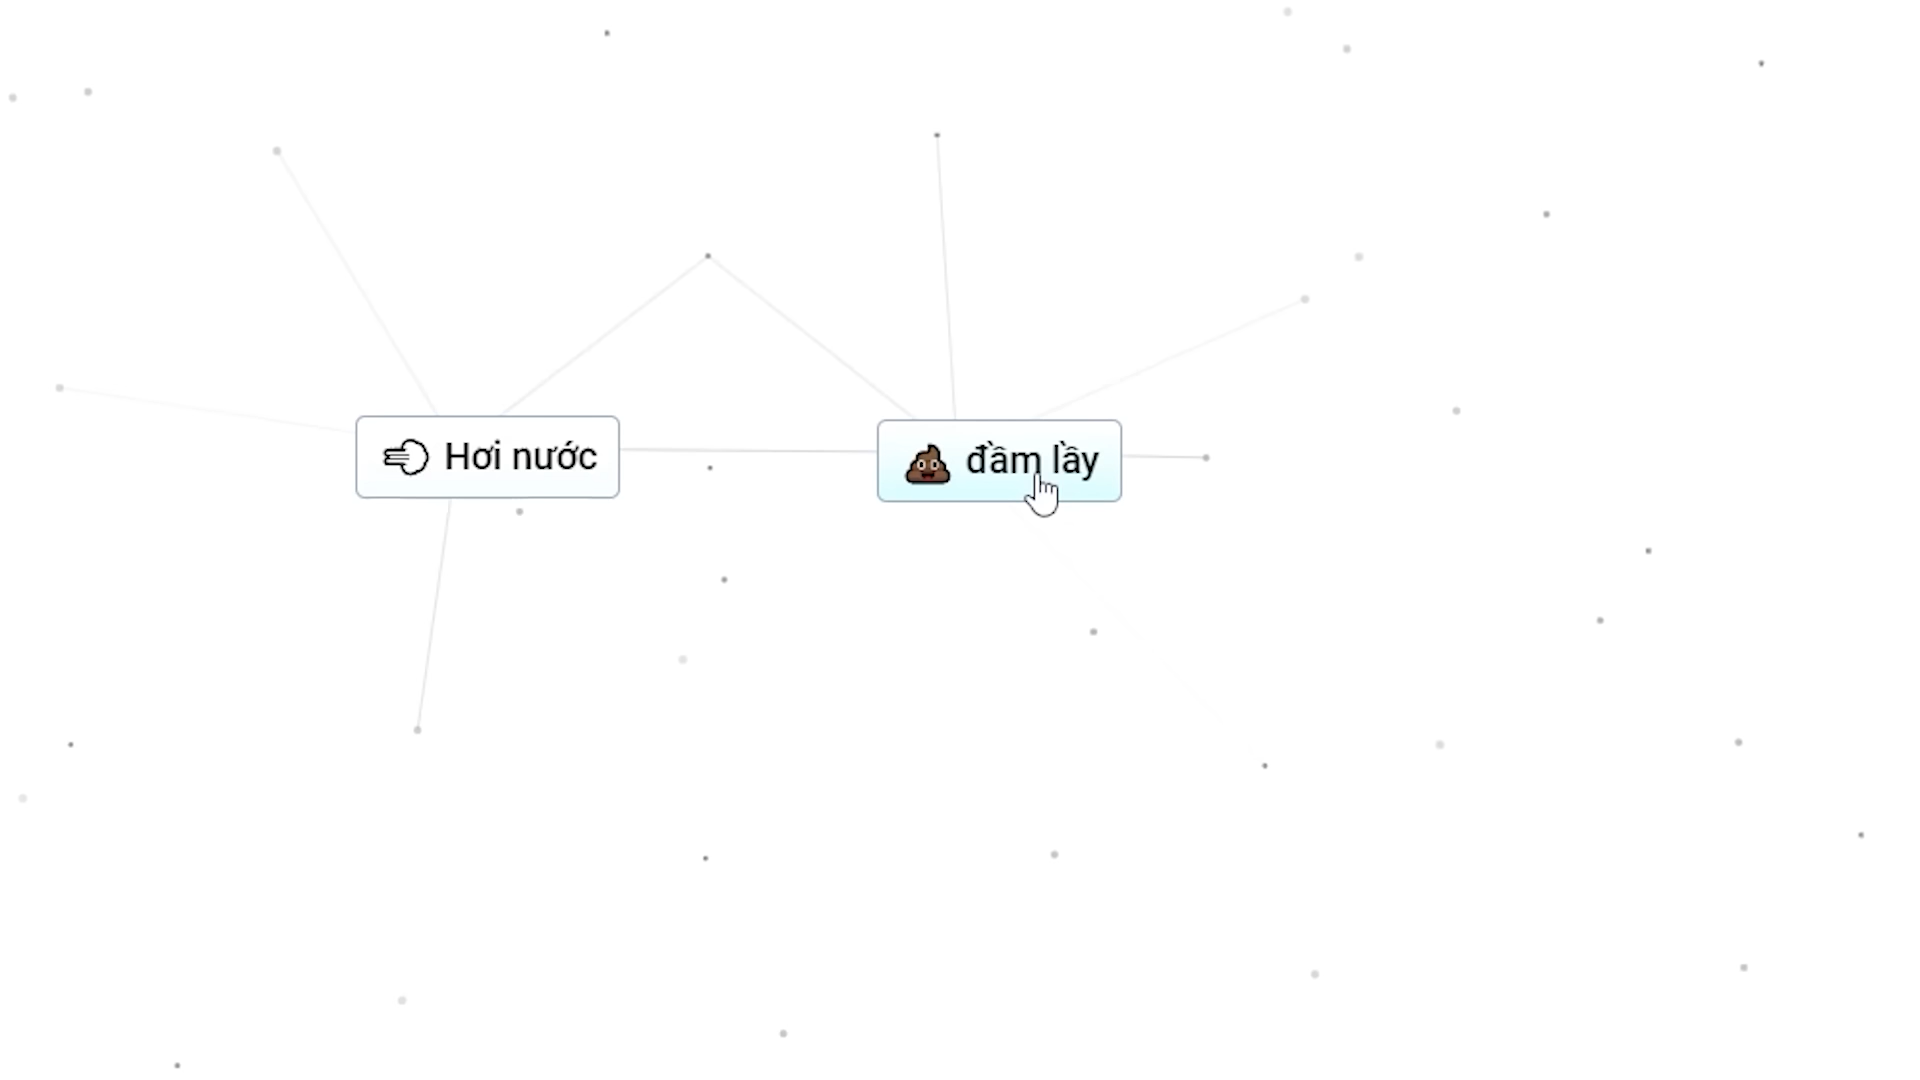 Hơi nước
đầm lầy